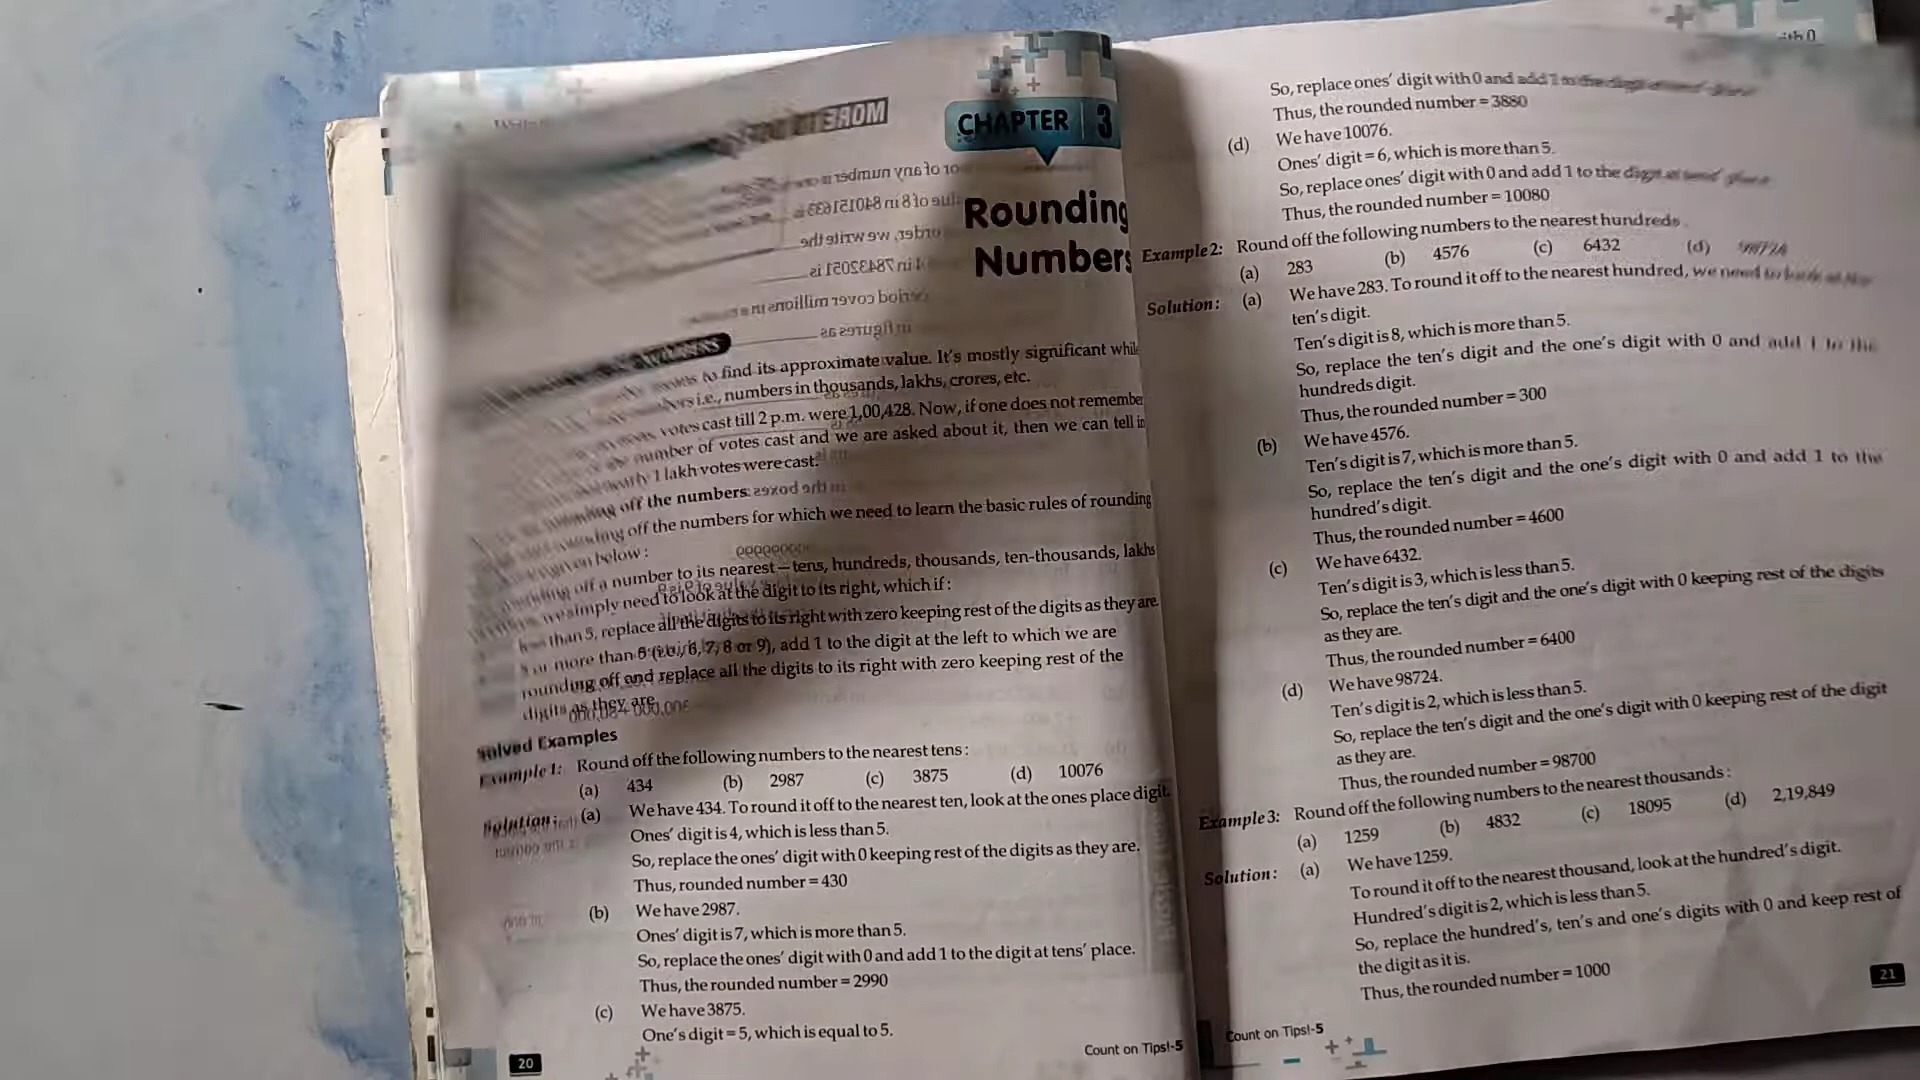 CHAPTER 3
Rounding
Numbers
to find its approximate value. It's mostly significant while
i.e., numbers in thousands, lakhs, crores, etc.
votes cast till 2 p.m. were 1,00,428. Now, if one does not remember
number of votes cast and we are asked about it, then we can tell in
nearly 1 lakh votes were cast.
rounding off the numbers:
rounding off the numbers for which we need to learn the basic rules of rounding
given below :
off a number to its nearest—tens, hundreds, thousands, ten-thousands, lakhs
we simply need to look at the digit to its right, which if :
less than 5, replace all the digits to its right with zero keeping rest of the digits as they are.
5 or more than 5 (i.e., 6, 7, 8 or 9), add 1 to the digit at the left to which we are
rounding off and replace all the digits to its right with zero keeping rest of the
digits as they are.
Solved Examples
Example 1: Round off the following numbers to the nearest tens :
(a) 434 (b) 2987 (c) 3875 (d) 10076
Solution: (a) We have 434. To round it off to the nearest ten, look at the ones place digit.
Ones' digit is 4, which is less than 5.
So, replace the ones' digit with 0 keeping rest of the digits as they are.
Thus, rounded number = 430
(b) We have 2987.
Ones' digit is 7, which is more than 5.
So, replace the ones' digit with 0 and add 1 to the digit at tens' place.
Thus, the rounded number = 2990
(c) We have 3875.
One's digit = 5, which is equal to 5.
20
Count on Tips!-5
So, replace ones' digit with 0 and add 1 to the
Thus, the rounded number = 3880
(d) We have 10076.
Ones' digit = 6, which is more than 5.
So, replace ones' digit with 0 and add 1 to the
Thus, the rounded number = 10080
Example 2: Round off the following numbers to the nearest hundreds
(a) 283 (b) 4576 (c) 6432 (d) 98724
Solution: (a) We have 283. To round it off to the nearest hundred, we need to look at the
ten's digit.
Ten's digit is 8, which is more than 5.
So, replace the ten's digit and the one's digit with 0 and add 1 to the
hundreds digit.
Thus, the rounded number = 300
(b) We have 4576.
Ten's digit is 7, which is more than 5.
So, replace the ten's digit and the one's digit with 0 and add 1 to the
hundred's digit.
Thus, the rounded number = 4600
(c) We have 6432.
Ten's digit is 3, which is less than 5.
So, replace the ten's digit and the one's digit with 0 keeping rest of the digits
as they are.
Thus, the rounded number = 6400
(d) We have 98724.
Ten's digit is 2, which is less than 5.
So, replace the ten's digit and the one's digit with 0 keeping rest of the digit
as they are.
Thus, the rounded number = 98700
Example 3: Round off the following numbers to the nearest thousands :
(a) 1259 (b) 4832 (c) 18095 (d) 2,19,849
Solution: (a) We have 1259.
To round it off to the nearest thousand, look at the hundred's digit.
Hundred's digit is 2, which is less than 5.
So, replace the hundred's, ten's and one's digits with 0 and keep rest of
the digit as it is.
Thus, the rounded number = 1000
21
Count on Tips!-5